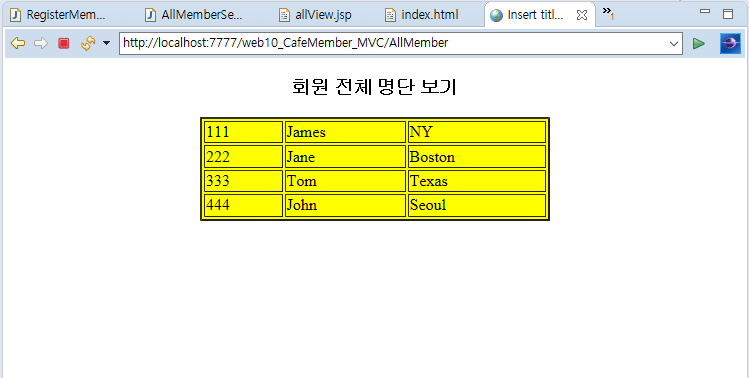 RegisterMem...
AllMemberSe...
allView.jsp
index.html
Insert titl...
1
http://localhost:7777/web10_CafeMember_MVC/AllMember
회원 전체 명단 보기
111 James NY
222 Jane Boston
333 Tom Texas
444 John Seoul